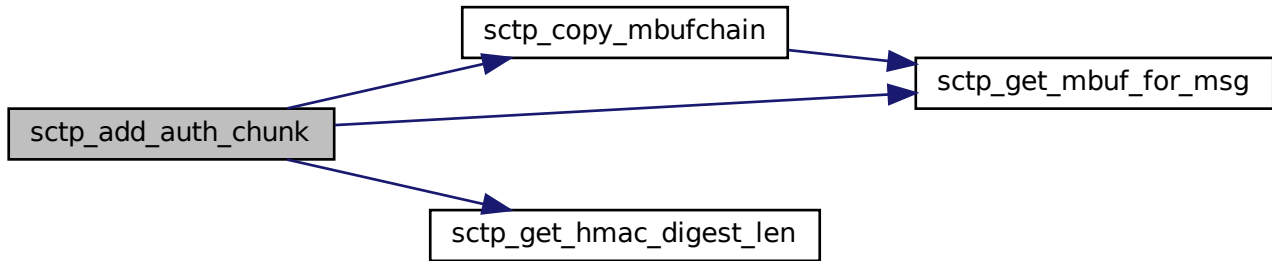 sctp_copy_mbufchain
sctp_get_mbuf_for_msg
sctp_add_auth_chunk
sctp_get_hmac_digest_len